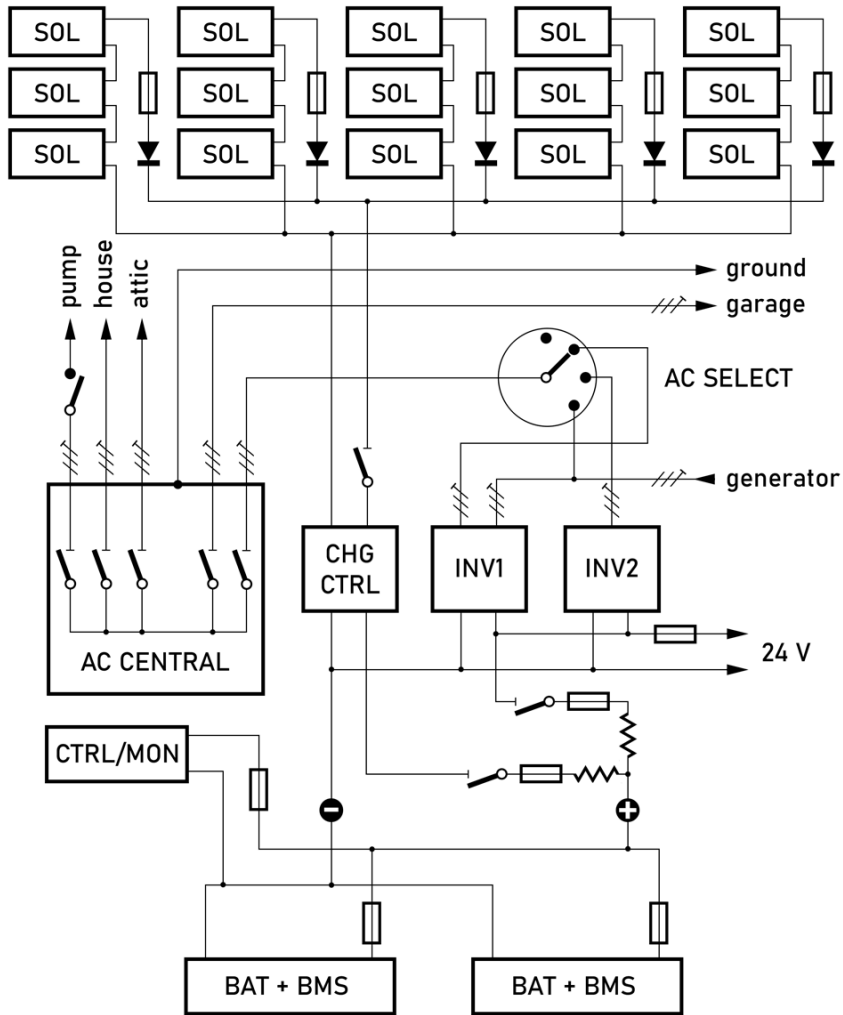 SOL SOL SOL SOL SOL
SOL SOL SOL SOL SOL
SOL SOL SOL SOL SOL
pump
house
attic
ground
garage
AC SELECT
generator
CHG
CTRL
INV1
INV2
AC CENTRAL
24 V
CTRL/MON
−
+
BAT + BMS
BAT + BMS